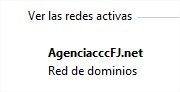 Ver las redes activas
AgenciacccFJ.net
Red de dominios